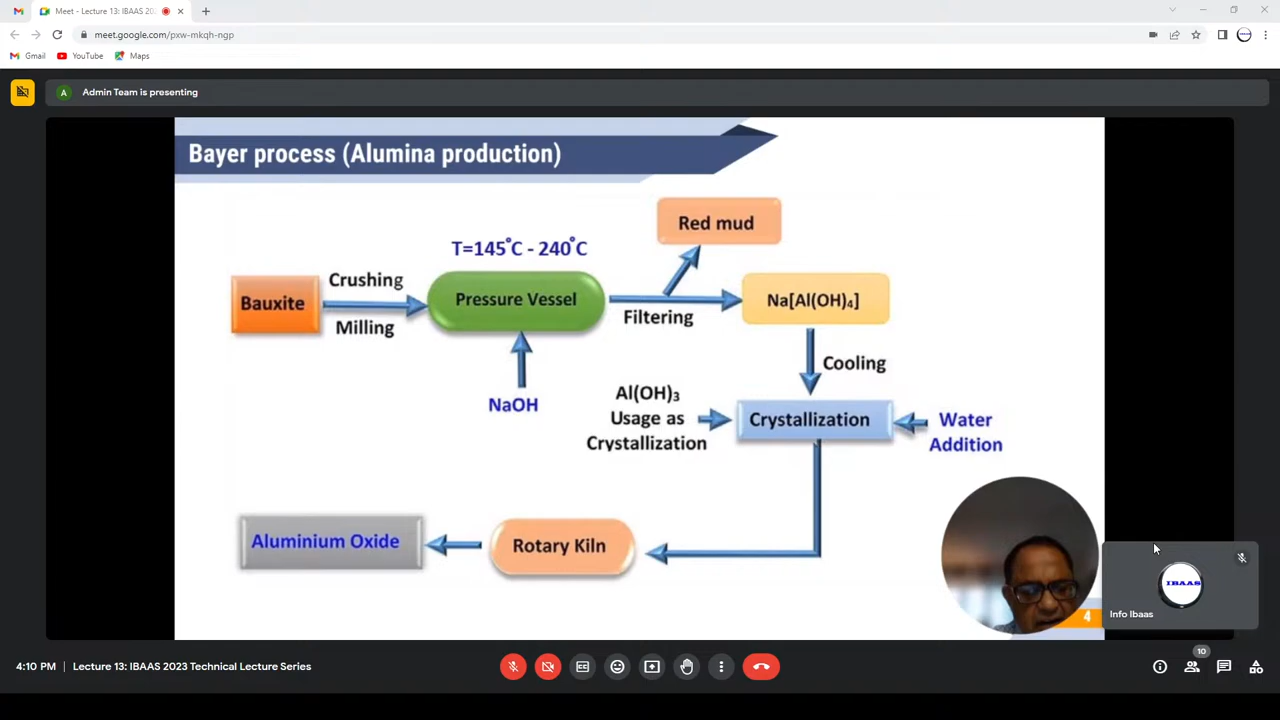 Meet - Lecture 13: IBAAS 202
meet.google.com/pxw-mkqh-ngp
Gmail
YouTube
Maps
A
Admin Team is presenting
Bayer process (Alumina production)
Red mud
T=145°C - 240°C
Crushing
Bauxite
Pressure Vessel
Na[Al(OH)₄]
Milling
Filtering
Cooling
NaOH
Al(OH)₃
Usage as
Crystallization
Crystallization
Water
Addition
Aluminium Oxide
Rotary Kiln
IBAAS
Info Ibaas
4
10
4:10 PM | Lecture 13: IBAAS 2023 Technical Lecture Series